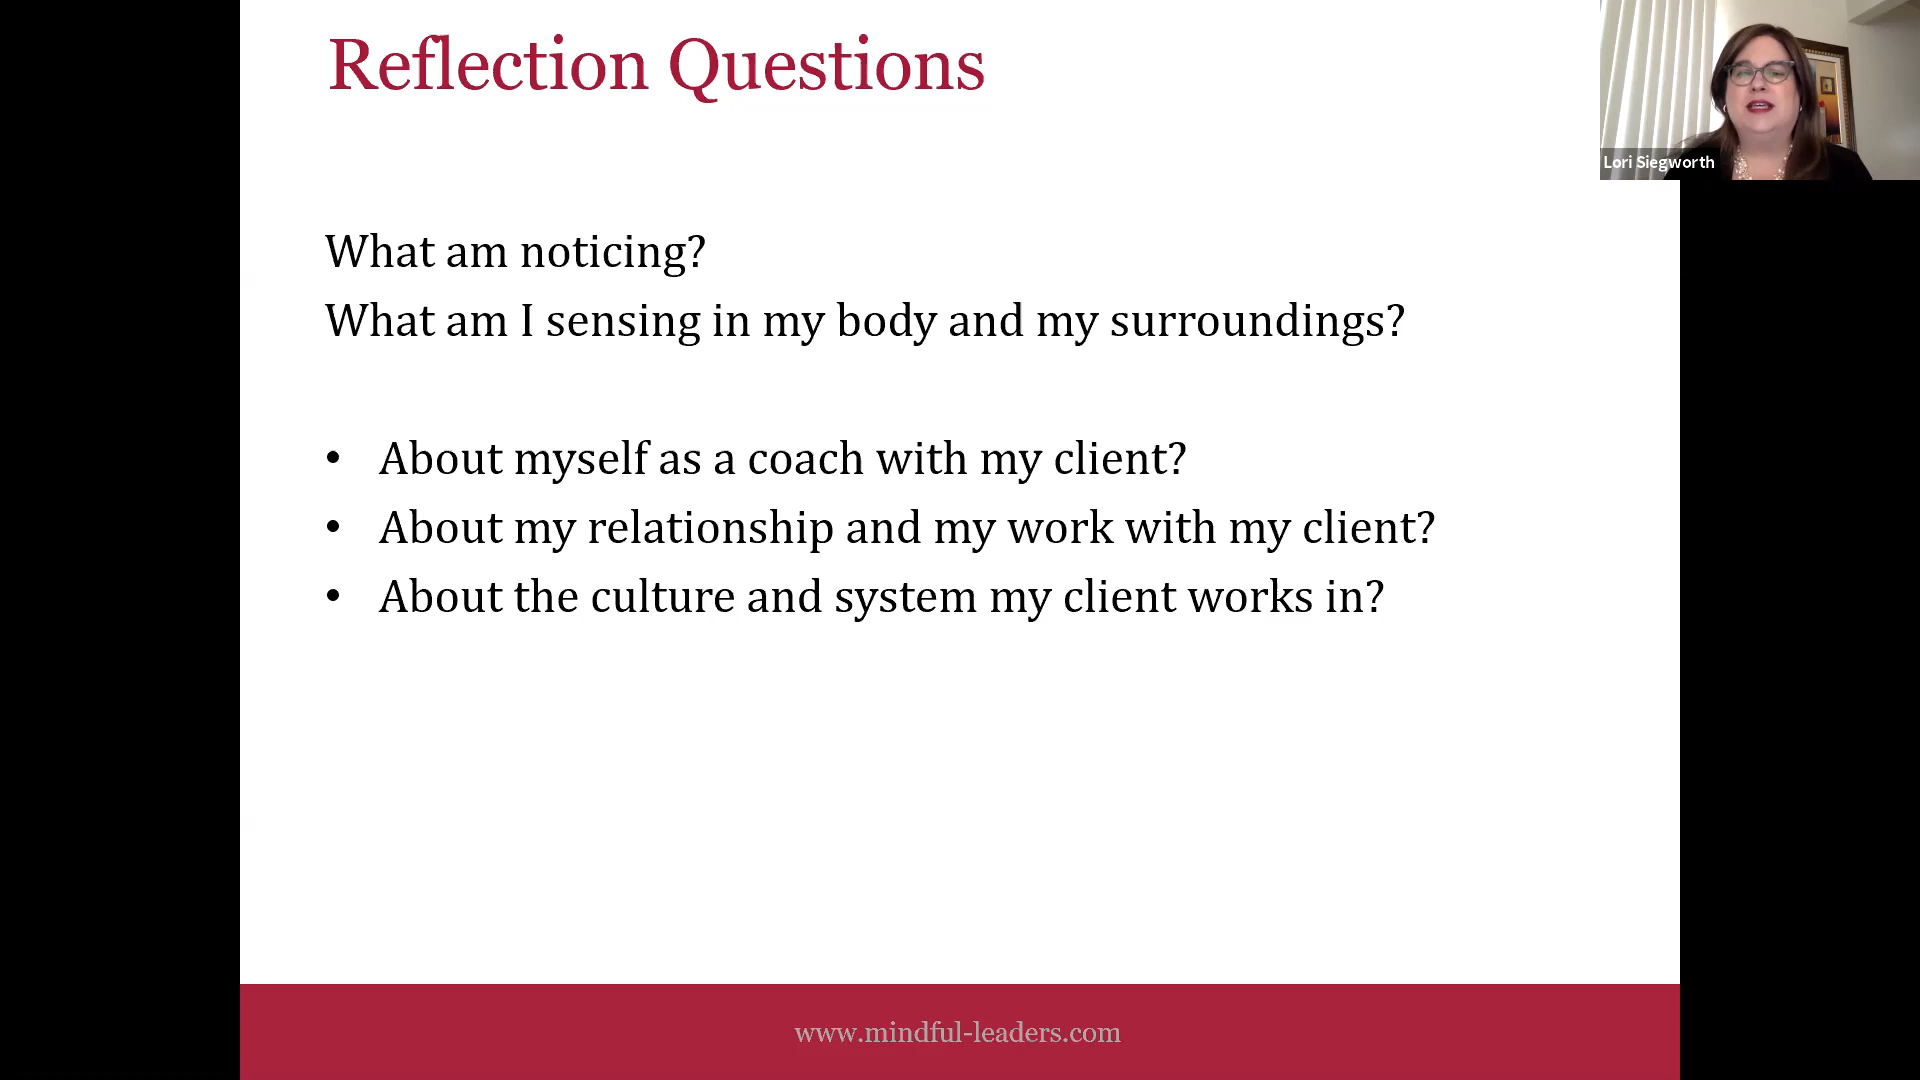 Reflection Questions
Lori Siegworth
What am noticing?
What am I sensing in my body and my surroundings?
• About myself as a coach with my client?
• About my relationship and my work with my client?
• About the culture and system my client works in?
www.mindful-leaders.com